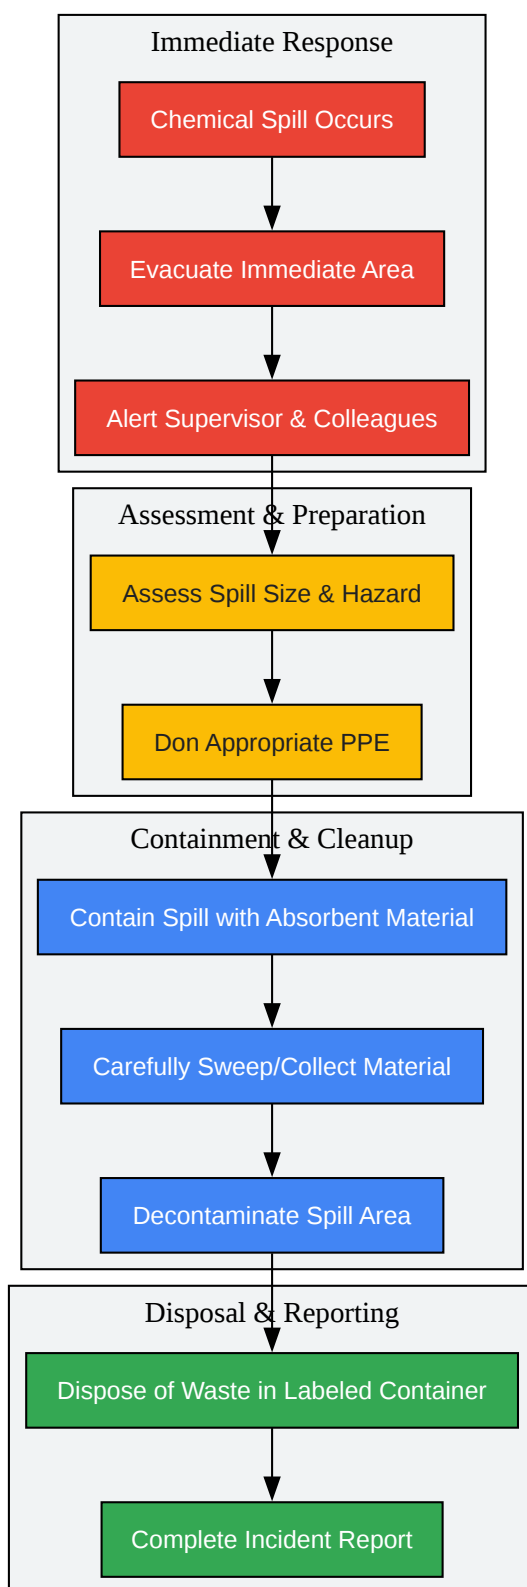 Immediate Response
Chemical Spill Occurs
Evacuate Immediate Area
Alert Supervisor & Colleagues
Assessment & Preparation
Assess Spill Size & Hazard
Don Appropriate PPE
Containment & Cleanup
Contain Spill with Absorbent Material
Carefully Sweep/Collect Material
Decontaminate Spill Area
Disposal & Reporting
Dispose of Waste in Labeled Container
Complete Incident Report